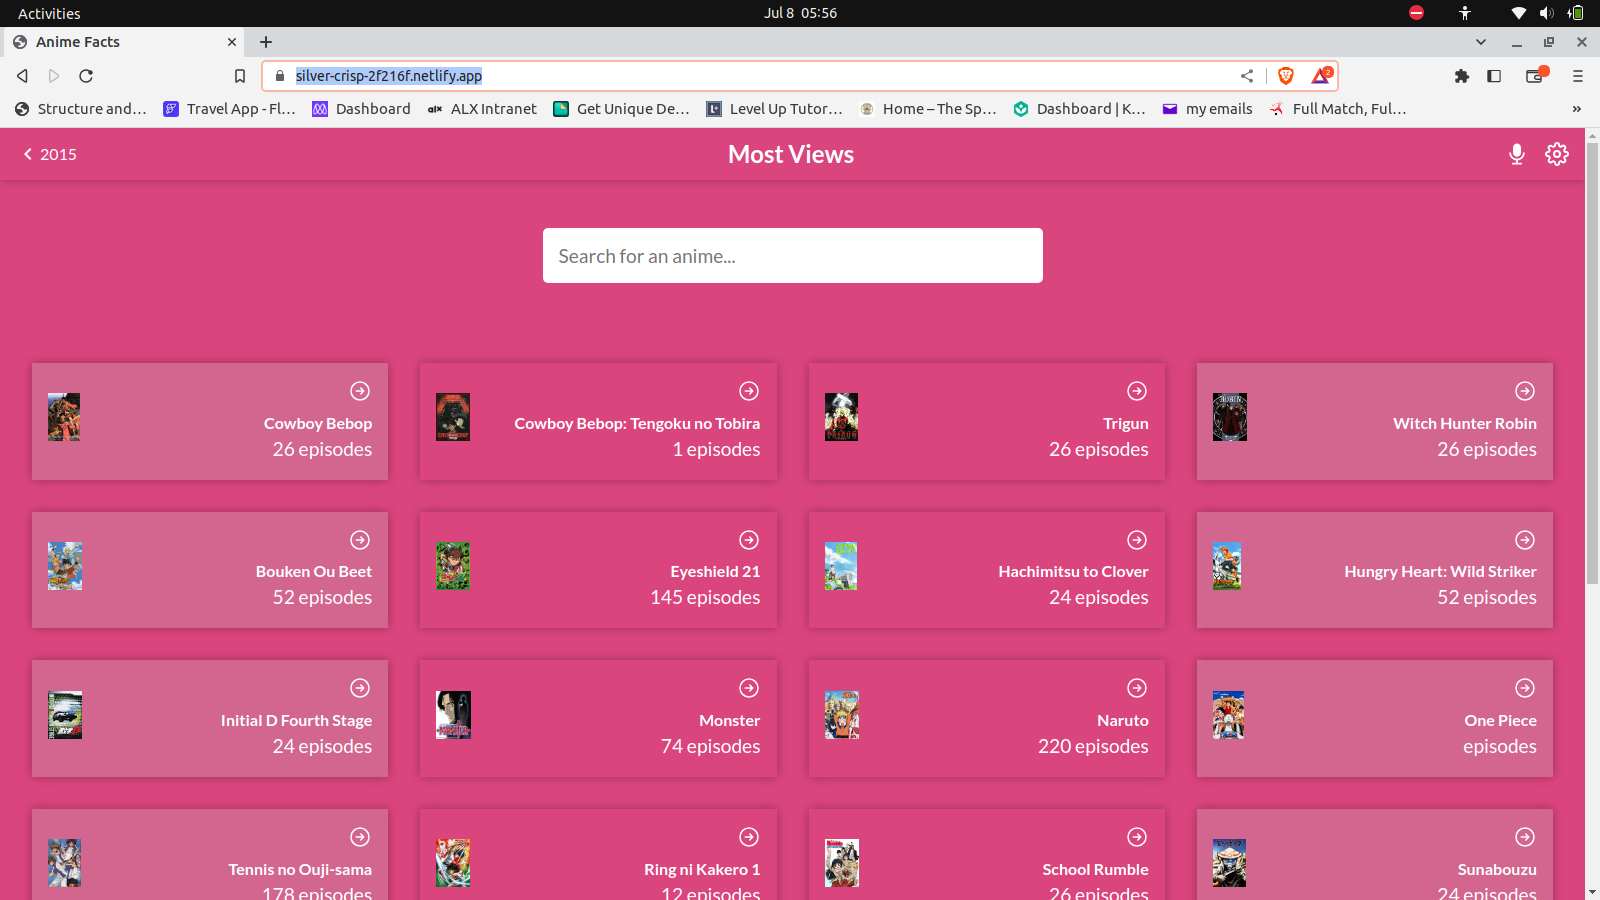 Activities
Jul 8 05:56
Anime Facts
silver-crisp-2f216f.netlify.app
2
Structure and...
Travel App - Fl...
Dashboard
ALX Intranet
Get Unique De...
Level Up Tutor...
Home – The Sp...
Dashboard | K...
my emails
Full Match, Ful...
»
2015
Most Views
Search for an anime...
Cowboy Bebop
26 episodes
Cowboy Bebop: Tengoku no Tobira
1 episodes
Trigun
26 episodes
Witch Hunter Robin
26 episodes
Bouken Ou Beet
52 episodes
Eyeshield 21
145 episodes
Hachimitsu to Clover
24 episodes
Hungry Heart: Wild Striker
52 episodes
Initial D Fourth Stage
24 episodes
Monster
74 episodes
Naruto
220 episodes
One Piece
episodes
Tennis no Ouji-sama
178 episodes
Ring ni Kakero 1
12 episodes
School Rumble
26 episodes
Sunabouzu
24 episodes